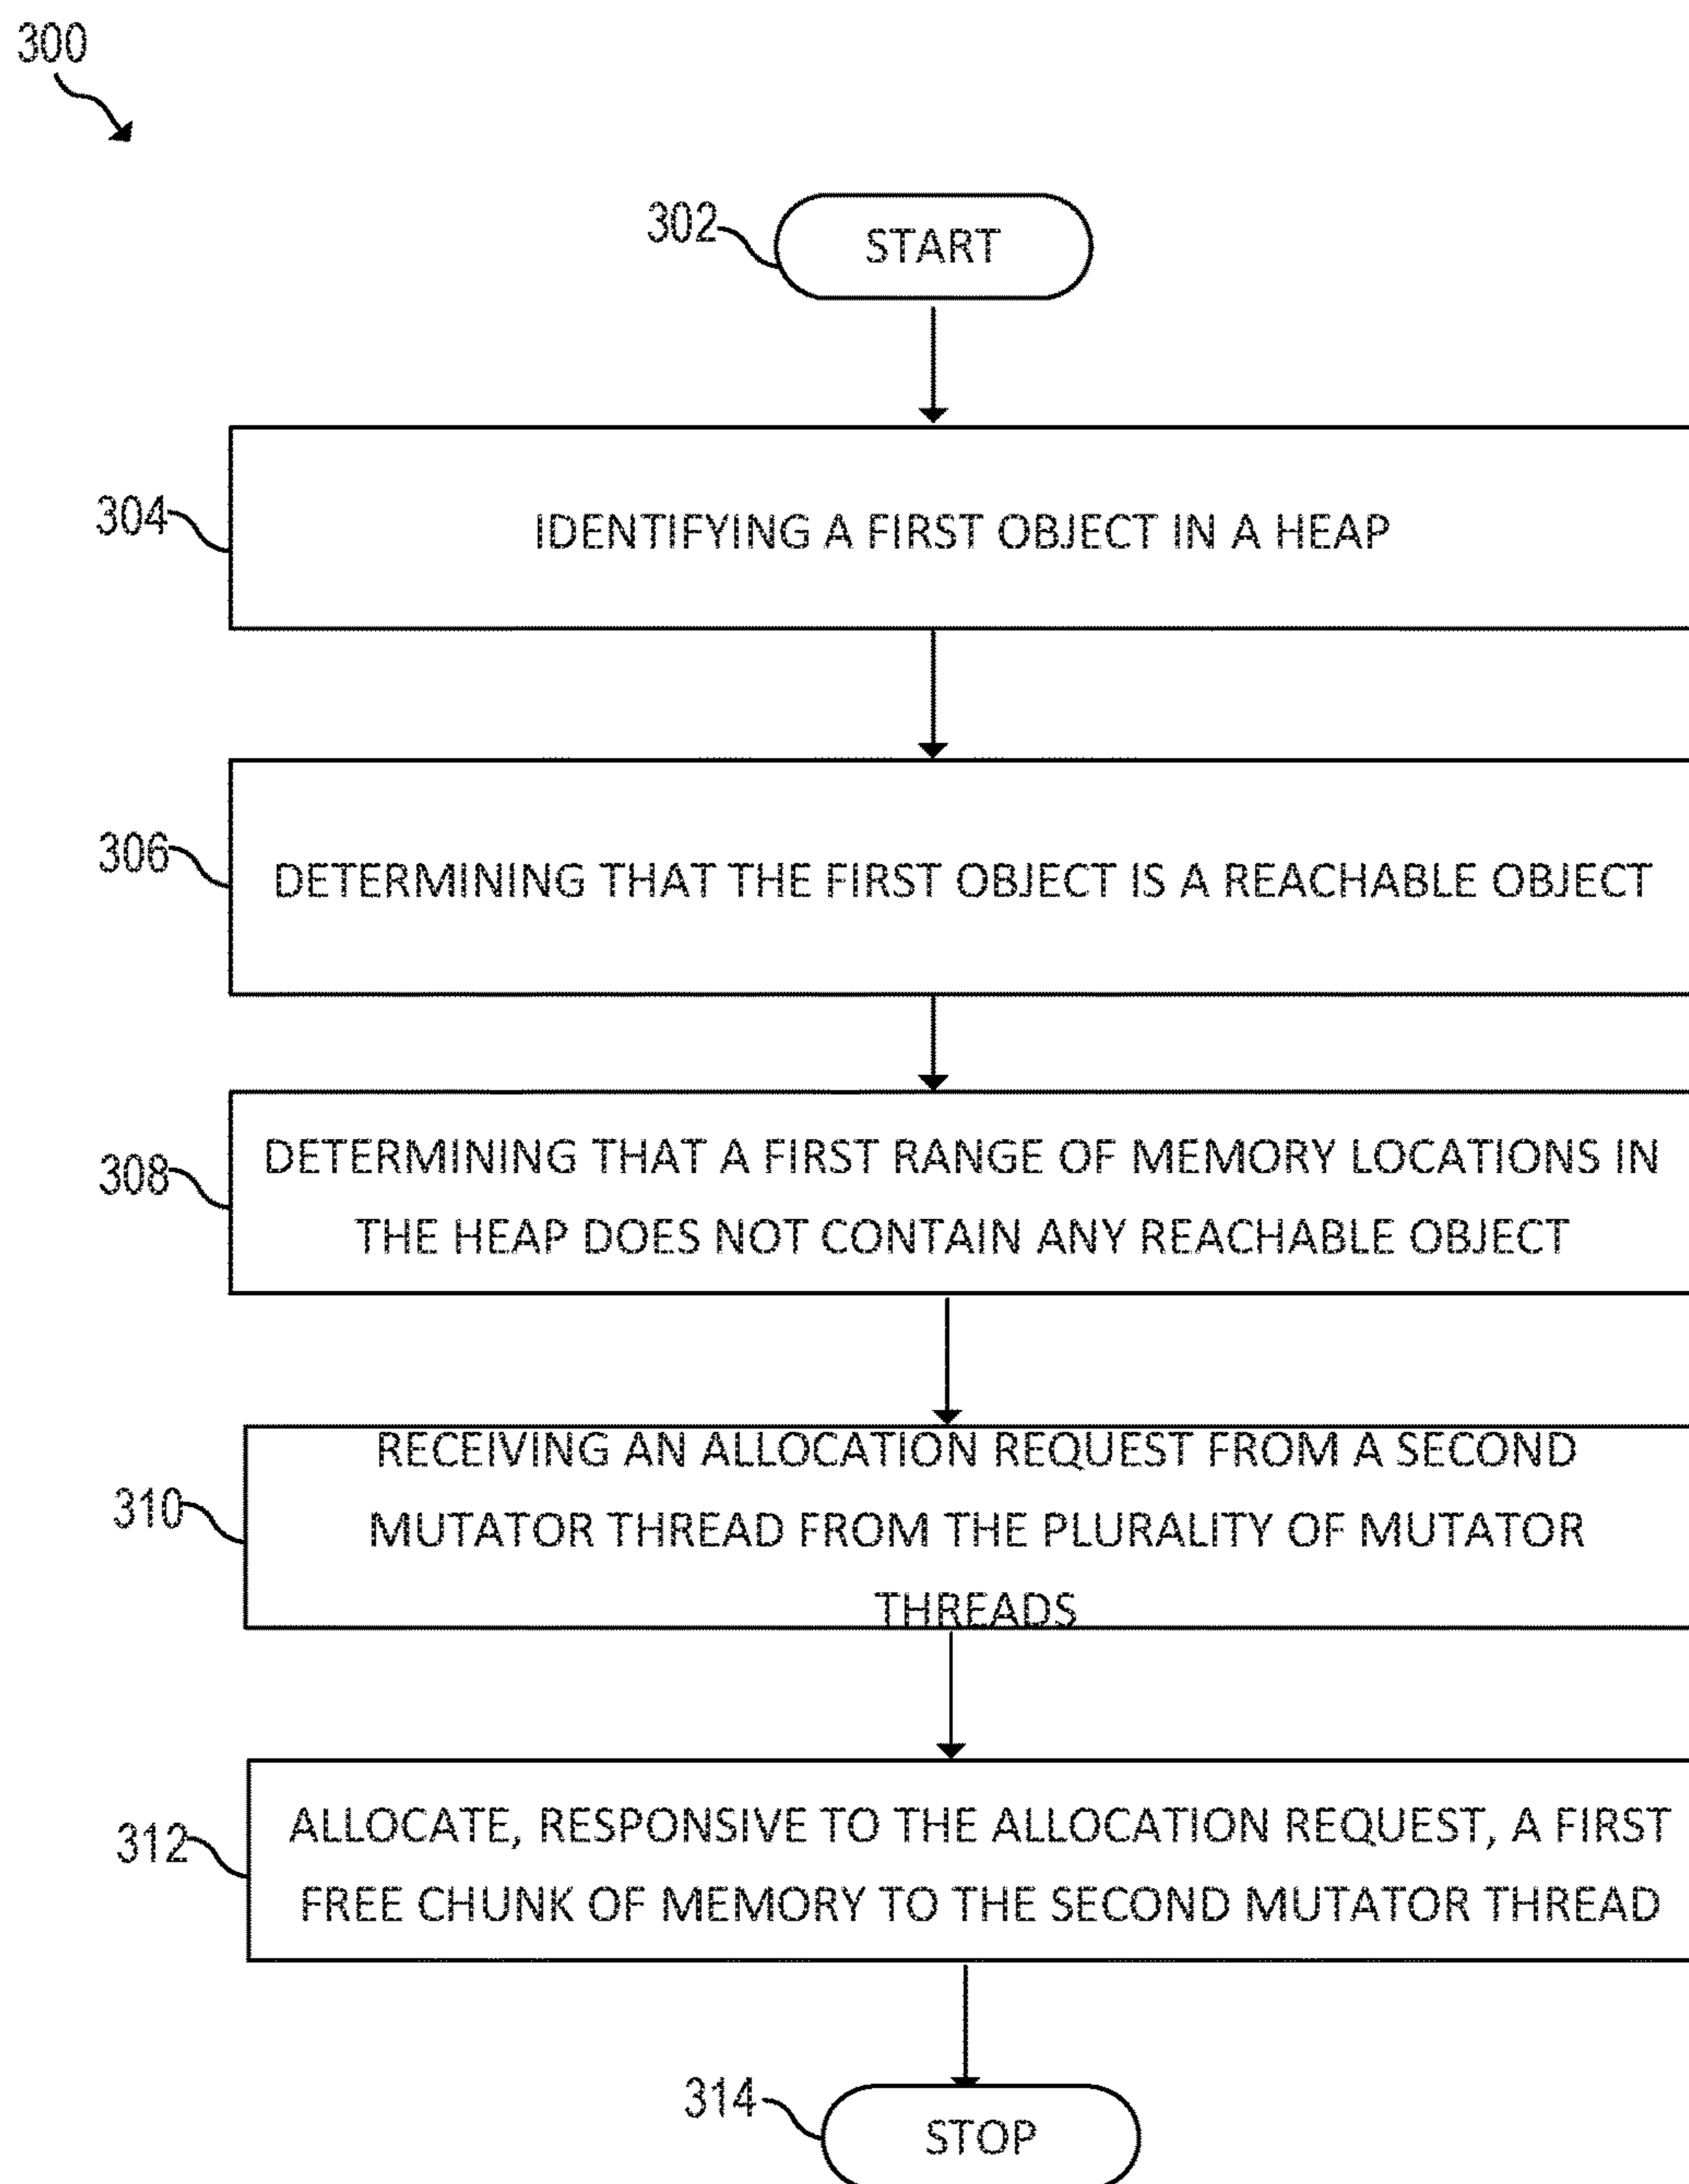 300
302
START
304
IDENTIFYING A FIRST OBJECT IN A HEAP
306
DETERMINING THAT THE FIRST OBJECT IS A REACHABLE OBJECT
308
DETERMINING THAT A FIRST RANGE OF MEMORY LOCATIONS IN
THE HEAP DOES NOT CONTAIN ANY REACHABLE OBJECT
310
RECEIVING AN ALLOCATION REQUEST FROM A SECOND
MUTATOR THREAD FROM THE PLURALITY OF MUTATOR
THREADS
312
ALLOCATE, RESPONSIVE TO THE ALLOCATION REQUEST, A FIRST
FREE CHUNK OF MEMORY TO THE SECOND MUTATOR THREAD
314
STOP